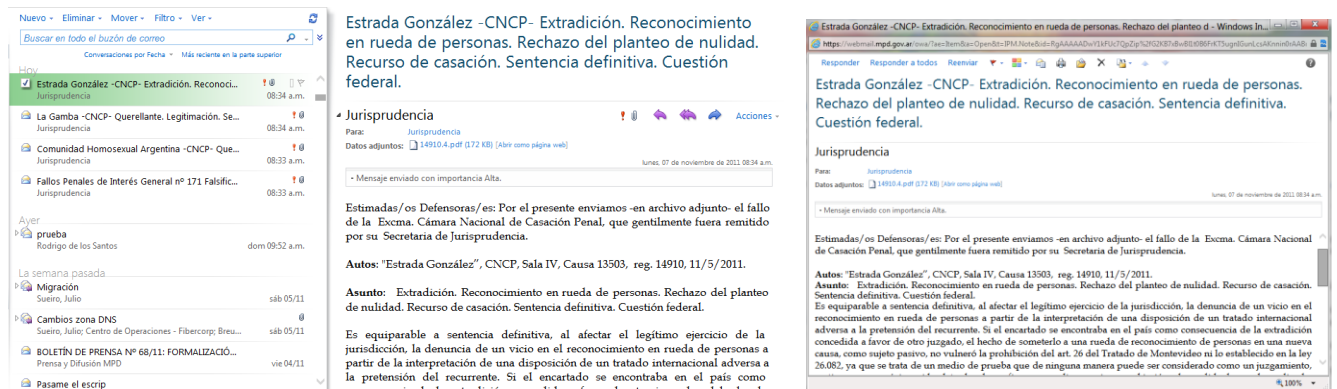 Nuevo Eliminar Mover Filtro Ver
Buscar en todo el buzón de correo
Conversaciones por Fecha Más reciente en la parte superior
Hoy
Estrada González -CNCP- Extradición. Reconoci...
Jurisprudencia 08:34 a.m.
La Gamba -CNCP- Querellante. Legitimación. Se...
Jurisprudencia 08:34 a.m.
Comunidad Homosexual Argentina -CNCP- Que...
Jurisprudencia 08:33 a.m.
Fallos Penales de Interés General nº 171 Falsific...
Jurisprudencia 08:33 a.m.
Ayer
prueba
Rodrigo de los Santos dom 09:52 a.m.
La semana pasada
Migración
Sueiro, Julio sáb 05/11
Cambios zona DNS
Sueiro, Julio; Centro de Operaciones - Fibercorp; Breu... sáb 05/11
BOLETÍN DE PRENSA Nº 68/11: FORMALIZACIÓ...
Prensa y Difusión MPD vie 04/11
Pasame el escrip
Estrada González -CNCP- Extradición. Reconocimiento
en rueda de personas. Rechazo del planteo de nulidad.
Recurso de casación. Sentencia definitiva. Cuestión
federal.
Jurisprudencia Acciones
Para: Jurisprudencia
Datos adjuntos: 14910.4.pdf (172 KB) [Abrir como página web]
lunes, 07 de noviembre de 2011 08:34 a.m.
• Mensaje enviado con importancia Alta.
Estimadas/os Defensoras/es: Por el presente enviamos -en archivo adjunto- el fallo
de la Excma. Cámara Nacional de Casación Penal, que gentilmente fuera remitido
por su Secretaria de Jurisprudencia.
Autos: "Estrada González", CNCP, Sala IV, Causa 13503, reg. 14910, 11/5/2011.
Asunto: Extradición. Reconocimiento en rueda de personas. Rechazo del planteo
de nulidad. Recurso de casación. Sentencia definitiva. Cuestión federal.
Es equiparable a sentencia definitiva, al afectar el legítimo ejercicio de la
jurisdicción, la denuncia de un vicio en el reconocimiento en rueda de personas a
partir de la interpretación de una disposición de un tratado internacional adversa a
la pretensión del recurrente. Si el encartado se encontraba en el país como
Estrada González -CNCP- Extradición. Reconocimiento en rueda de personas. Rechazo del planteo d - Windows In...
Responder Responder a todos Reenviar
Estrada González -CNCP- Extradición. Reconocimiento en rueda de personas.
Rechazo del planteo de nulidad. Recurso de casación. Sentencia definitiva.
Cuestión federal.
Jurisprudencia
Para: Jurisprudencia
Datos adjuntos: 14910.4.pdf (172 KB) [Abrir como página web]
lunes, 07 de noviembre de 2011 08:34 a.m.
• Mensaje enviado con importancia Alta.
Estimadas/os Defensoras/es: Por el presente enviamos -en archivo adjunto- el fallo de la Excma. Cámara Nacional
de Casación Penal, que gentilmente fuera remitido por su Secretaria de Jurisprudencia.
Autos: "Estrada González", CNCP, Sala IV, Causa 13503, reg. 14910, 11/5/2011.
Asunto: Extradición. Reconocimiento en rueda de personas. Rechazo del planteo de nulidad. Recurso de casación.
Sentencia definitiva. Cuestión federal.
Es equiparable a sentencia definitiva, al afectar el legítimo ejercicio de la jurisdicción, la denuncia de un vicio en el
reconocimiento en rueda de personas a partir de la interpretación de una disposición de un tratado internacional
adversa a la pretensión del recurrente. Si el encartado se encontraba en el país como consecuencia de la extradición
concedida a favor de otro juzgado, el hecho de someterlo a una rueda de reconocimiento de personas en una nueva
causa, como sujeto pasivo, no vulneró la prohibición del art. 26 del Tratado de Montevideo ni lo establecido en la ley
26.082, ya que se trata de un medio de prueba que de ninguna manera puede ser considerado como un juzgamiento,
100%